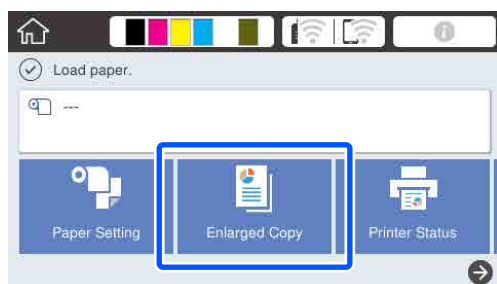 Load paper.
---
Paper Setting
Enlarged Copy
Printer Status